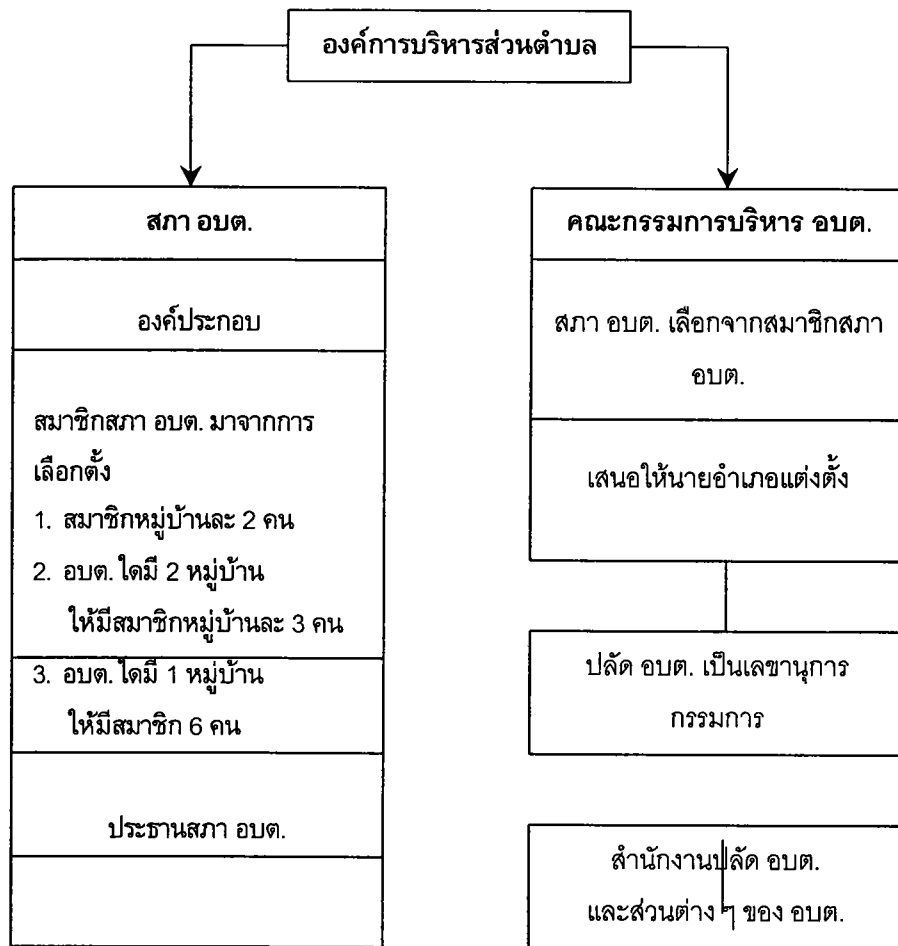 องค์การบริหารส่วนตำบล
สภา อบต.
องค์ประกอบ
สมาชิกสภา อบต. มาจากการ
เลือกตั้ง
1. สมาชิกหมู่บ้านละ 2 คน
2. อบต. ใดมี 2 หมู่บ้าน
ให้มีสมาชิกหมู่บ้านละ 3 คน
3. อบต. ใดมี 1 หมู่บ้าน
ให้มีสมาชิก 6 คน
ประธานสภา อบต.
คณะกรรมการบริหาร อบต.
สภา อบต. เลือกจากสมาชิกสภา
อบต.
เสนอให้นายอำเภอแต่งตั้ง
ปลัด อบต. เป็นเลขานุการ
กรรมการ
สำนักงานปลัด อบต.
และส่วนต่าง ๆ ของ อบต.